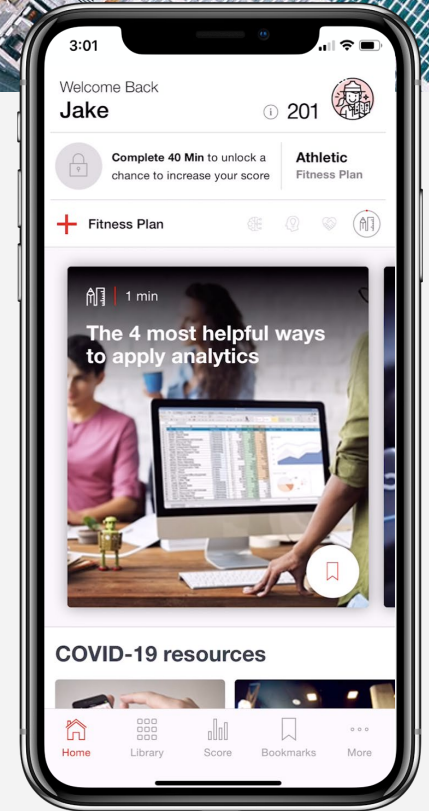 3:01
Welcome Back
Jake
201
Complete 40 Min to unlock a
chance to increase your score
Athletic
Fitness Plan
Fitness Plan
1 min
The 4 most helpful ways
to apply analytics
COVID-19 resources
Home
Library
Score
Bookmarks
More